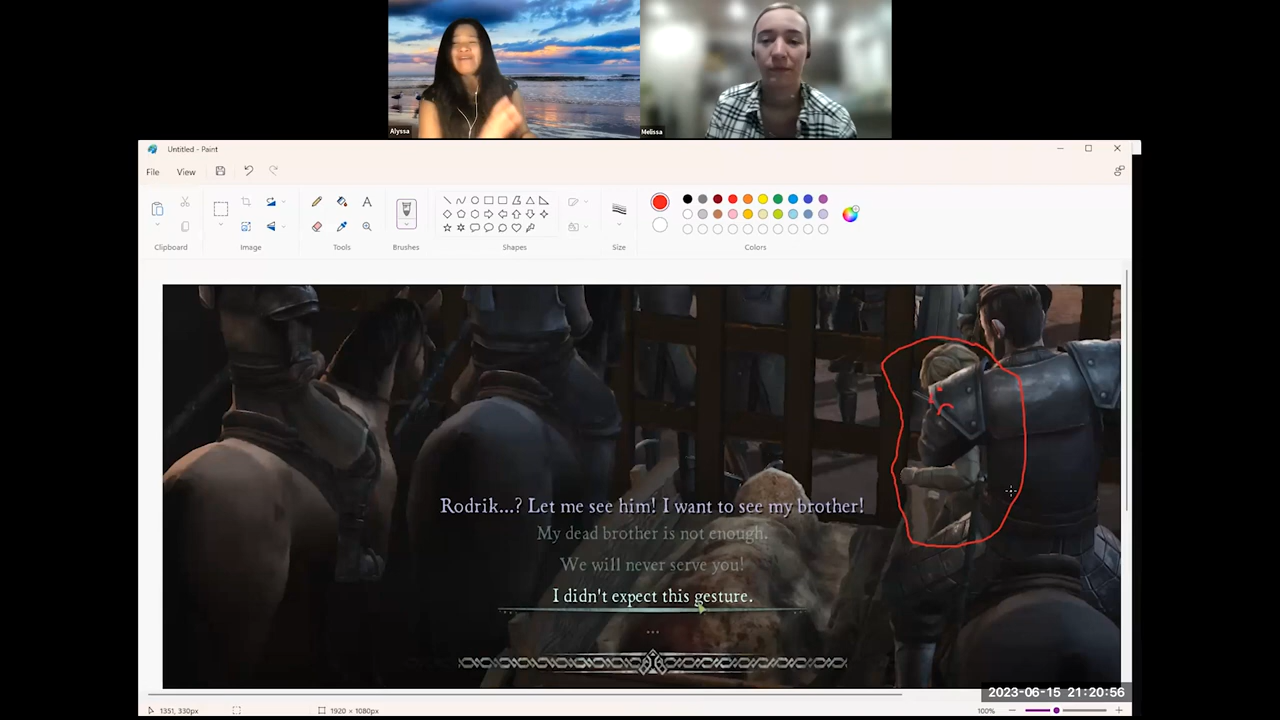 Alyssa
Melissa
Untitled - Paint
File
View
Clipboard
Image
Tools
Brushes
Shapes
Size
Colors
A
Rodrik...? Let me see him! I want to see my brother!
My dead brother is not enough.
We will never serve you!
I didn't expect this gesture.
...
2023-06-15 21:20:56
1351, 330px
1920 × 1080px
100%